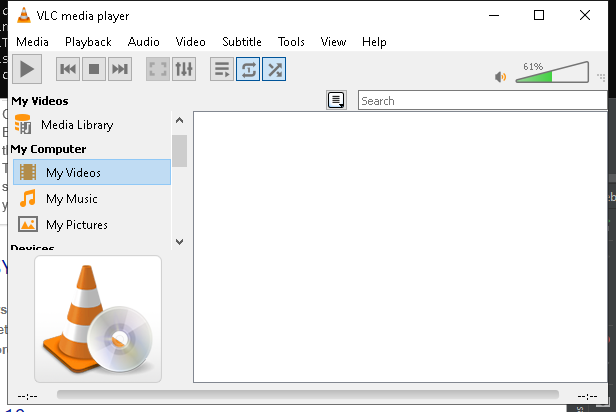 VLC media player
Media Playback Audio Video Subtitle Tools View Help
61%
My Videos
Search
Media Library
My Computer
My Videos
My Music
My Pictures
Devices
--:--
--:--